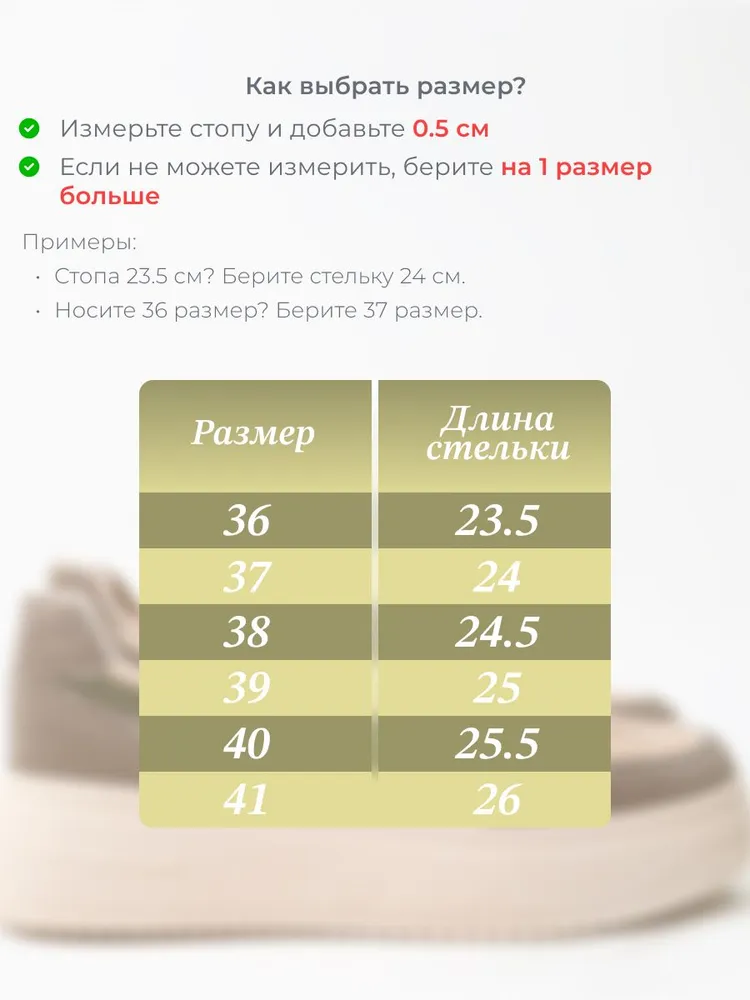 Как выбрать размер?
Измерьте стопу и добавьте 0.5 см
Если не можете измерить, берите на 1 размер
больше
Примеры:
• Стопа 23.5 см? Берите стельку 24 см.
• Носите 36 размер? Берите 37 размер.
Размер Длина
стельки
36 23.5
37 24
38 24.5
39 25
40 25.5
41 26